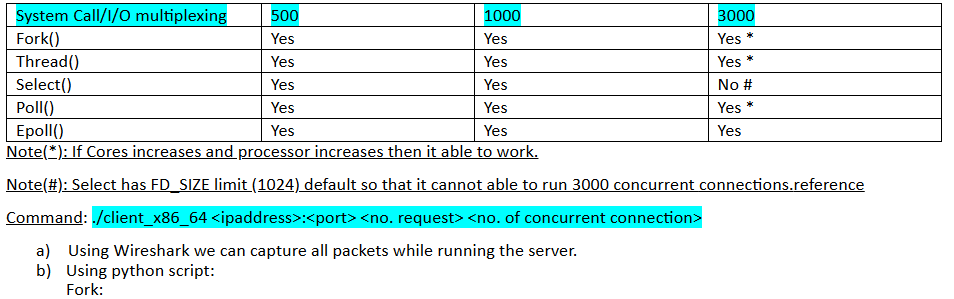 System Call/I/O multiplexing 500 1000 3000
Fork() Yes Yes Yes *
Thread() Yes Yes Yes *
Select() Yes Yes No #
Poll() Yes Yes Yes *
Epoll() Yes Yes Yes
Note(*): If Cores increases and processor increases then it able to work.
Note(#): Select has FD_SIZE limit (1024) default so that it cannot able to run 3000 concurrent connections.reference
Command: ./client_x86_64 <ipaddress>:<port> <no. request> <no. of concurrent connection>
a) Using Wireshark we can capture all packets while running the server.
b) Using python script:
Fork: